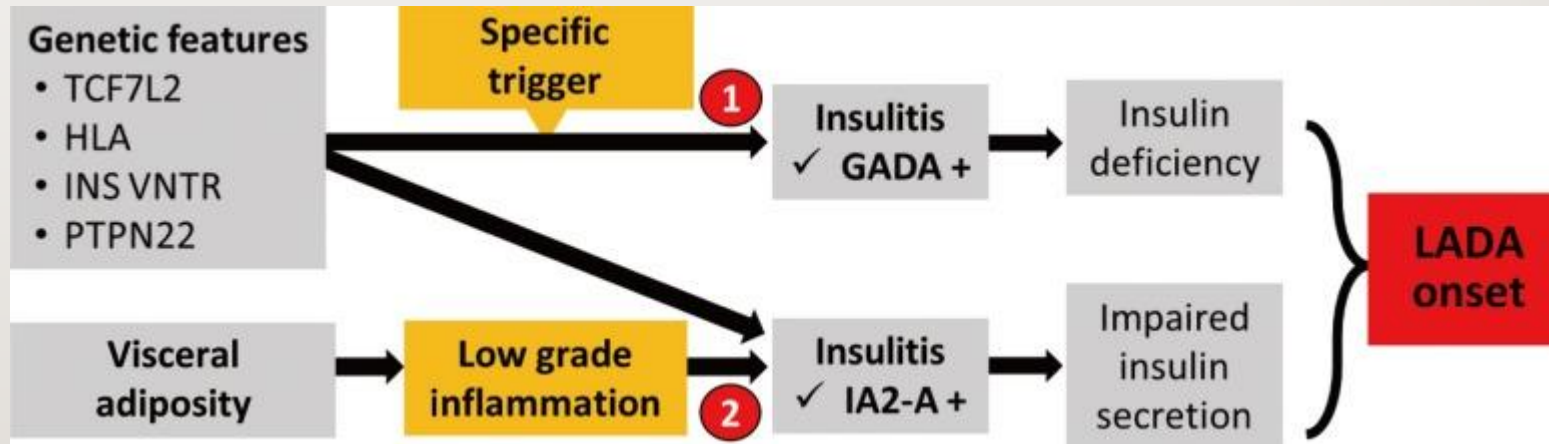 Genetic features
• TCF7L2
• HLA
• INS VNTR
• PTPN22
Specific
trigger
1
Insulitis
✓ GADA +
Insulin
deficiency
Visceral
adiposity
Low grade
inflammation
2
Insulitis
✓ IA2-A +
Impaired
insulin
secretion
LADA
onset